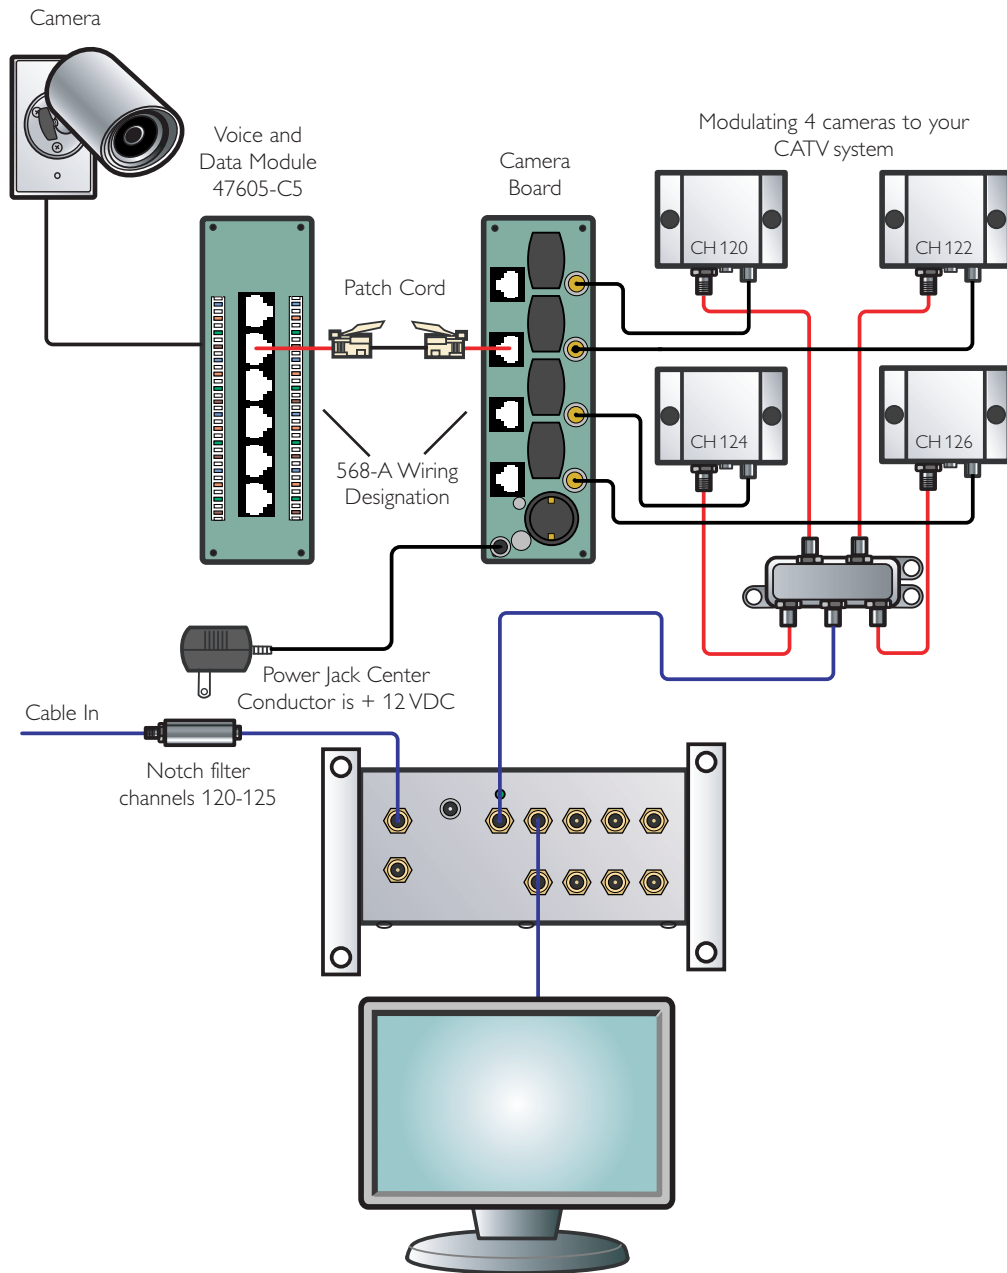 Camera
Voice and
Data Module
47605-C5
Camera
Board
Modulating 4 cameras to your
CATV system
CH 120
CH 122
Patch Cord
CH 124
CH 126
568-A Wiring
Designation
Power Jack Center
Conductor is + 12 VDC
Cable In
Notch filter
channels 120-125